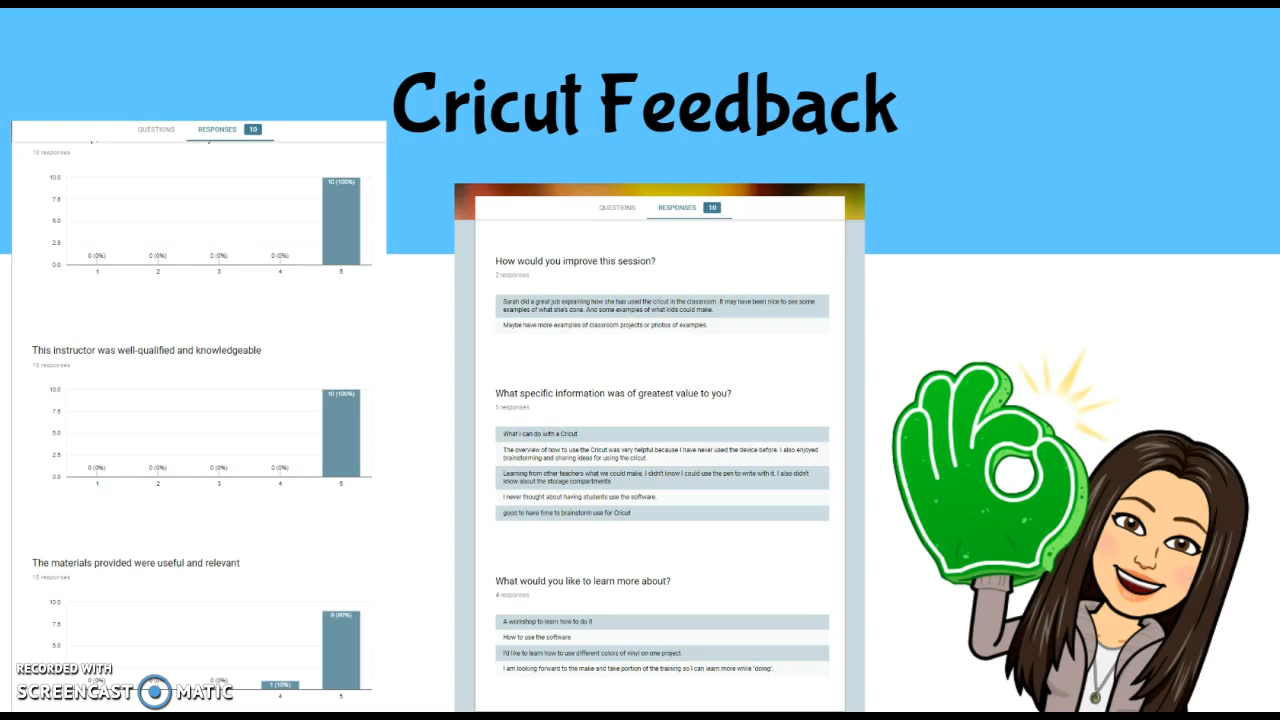 Cricut Feedback
QUESTIONS RESPONSES 10
10 responses
10.0
10 (100%)
7.5
5.0
2.5
0 (0%) 0 (0%) 0 (0%) 0 (0%)
0.0
1 2 3 4 5
This instructor was well-qualified and knowledgeable
10 responses
10.0
10 (100%)
7.5
5.0
2.5
0 (0%) 0 (0%) 0 (0%) 0 (0%)
0.0
1 2 3 4 5
The materials provided were useful and relevant
10 responses
10.0
9 (90%)
7.5
5.0
0 (0%) 0 (0%)
1 (10%)
4 5
RECORDED WITH
SCREENCAST MATIC
QUESTIONS RESPONSES 10
How would you improve this session?
2 responses
Sarah did a great job explaining how she has used the cricut in the classroom. It may have been nice to see some
examples of what she's done. And some examples of what kids could make.
Maybe have more examples of classroom projects or photos of examples.
What specific information was of greatest value to you?
5 responses
What I can do with a Cricut
The overview of how to use the Cricut was very helpful because I have never used the device before. I also enjoyed
brainstorming and sharing ideas for using the cricut.
Learning from other teachers what we could make. I didn't know I could use the pen to write with it. I also didn't
know about the storage compartments
I never thought about having students use the software.
good to have time to brainstorm use for Cricut
What would you like to learn more about?
4 responses
A workshop to learn how to do it
How to use the software
I'd like to learn how to use different colors of vinyl on one project.
I am looking forward to the make and take portion of the training so I can learn more while "doing".